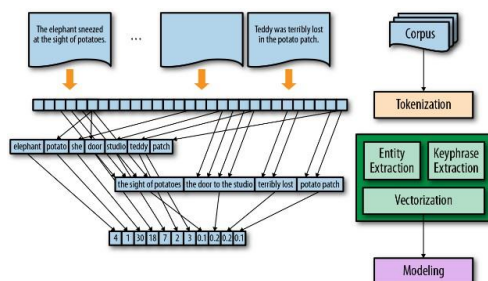 The elephant sneezed
at the sight of potatoes.
...
Teddy was terribly lost
in the potato patch.
elephant potato she door studio teddy patch
the sight of potatoes the door to the studio terribly lost potato patch
4 1 30 18 7 2 3 0.1 0.2 0.2 0.1
Corpus
Tokenization
Entity
Extraction
Keyphrase
Extraction
Vectorization
Modeling